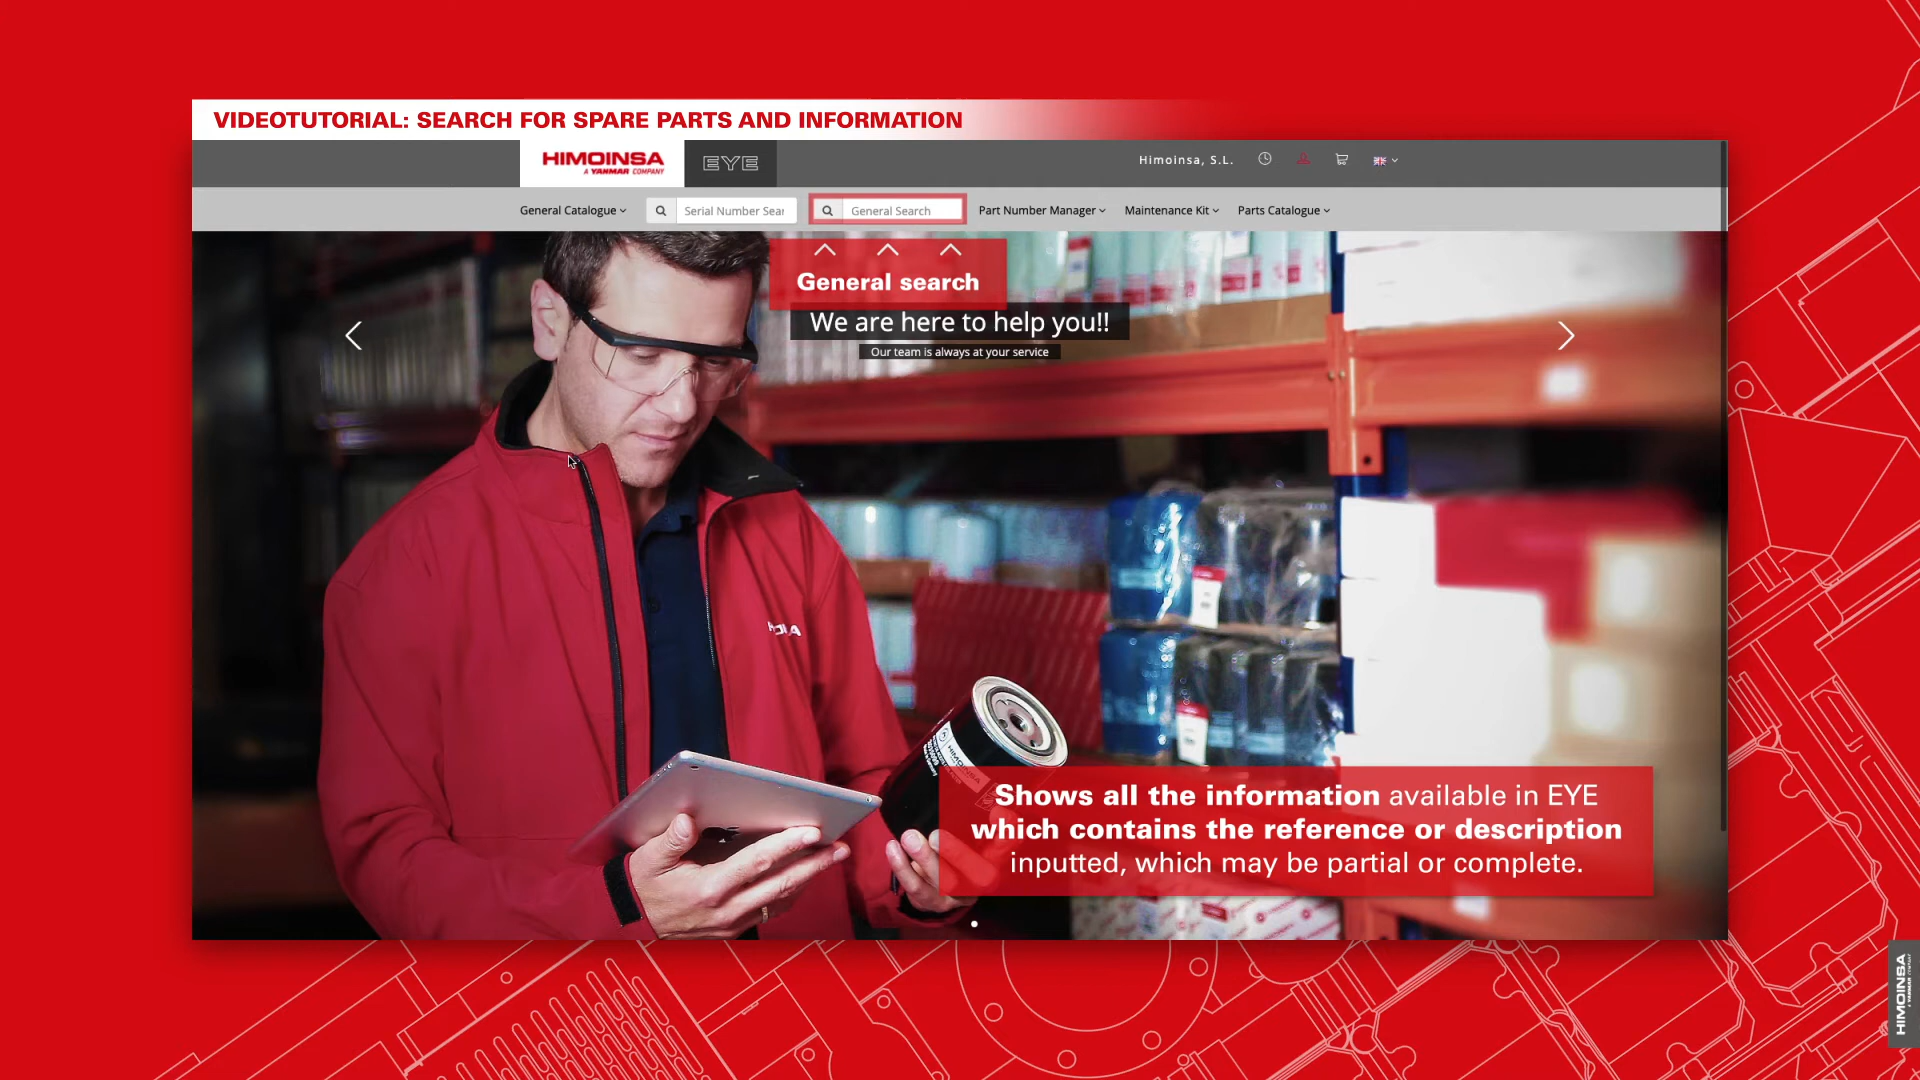 VIDEOTUTORIAL: SEARCH FOR SPARE PARTS AND INFORMATION
HIMOINSA
A YANMAR COMPANY
EYE
Himoinsa, S.L.
General Catalogue
Serial Number Sear
General Search
Part Number Manager
Maintenance Kit
Parts Catalogue
General search
We are here to help you!!
Our team is always at your service
HIMOINSA
Shows all the information available in EYE
which contains the reference or description
inputted, which may be partial or complete.
HIMOINSA
A YANMAR COMPANY